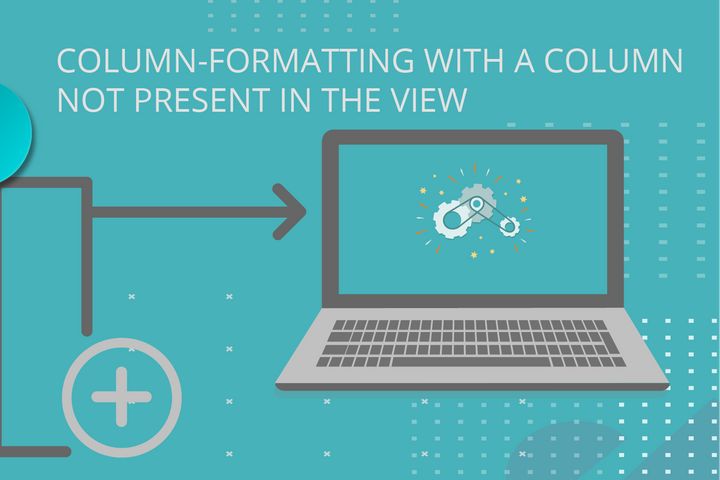 COLUMN-FORMATTING WITH A COLUMN
NOT PRESENT IN THE VIEW